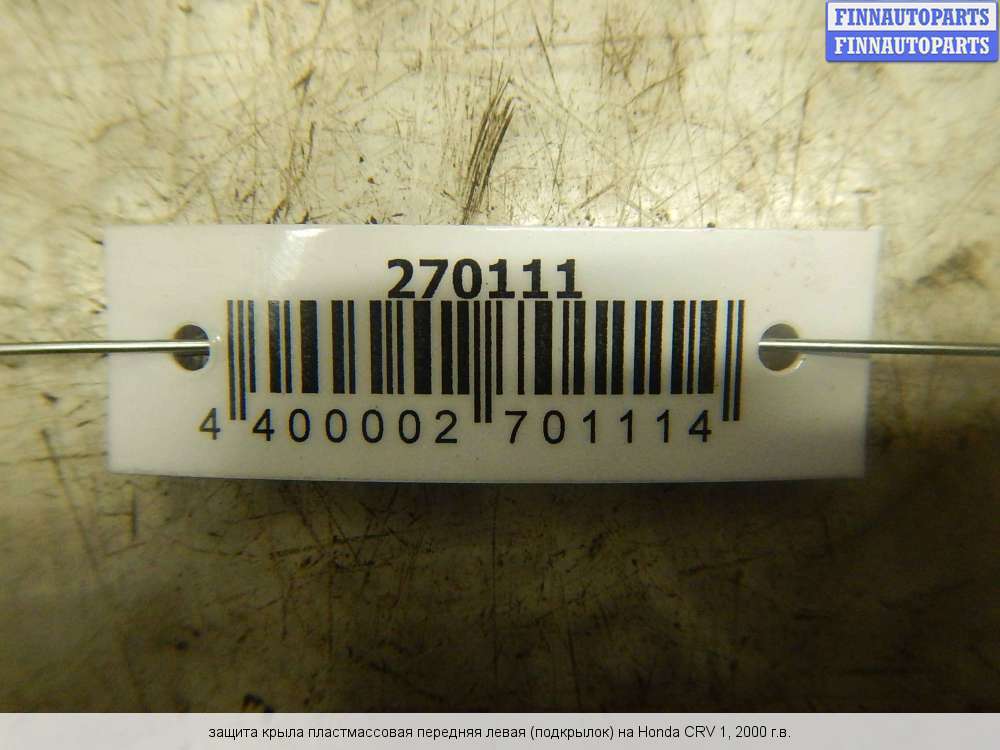 FINNAUTOPARTS
FINNAUTOPARTS
270111
4 400002 701114
защита крыла пластмассовая передняя левая (подкрылок) на Honda CRV 1, 2000 г.в.